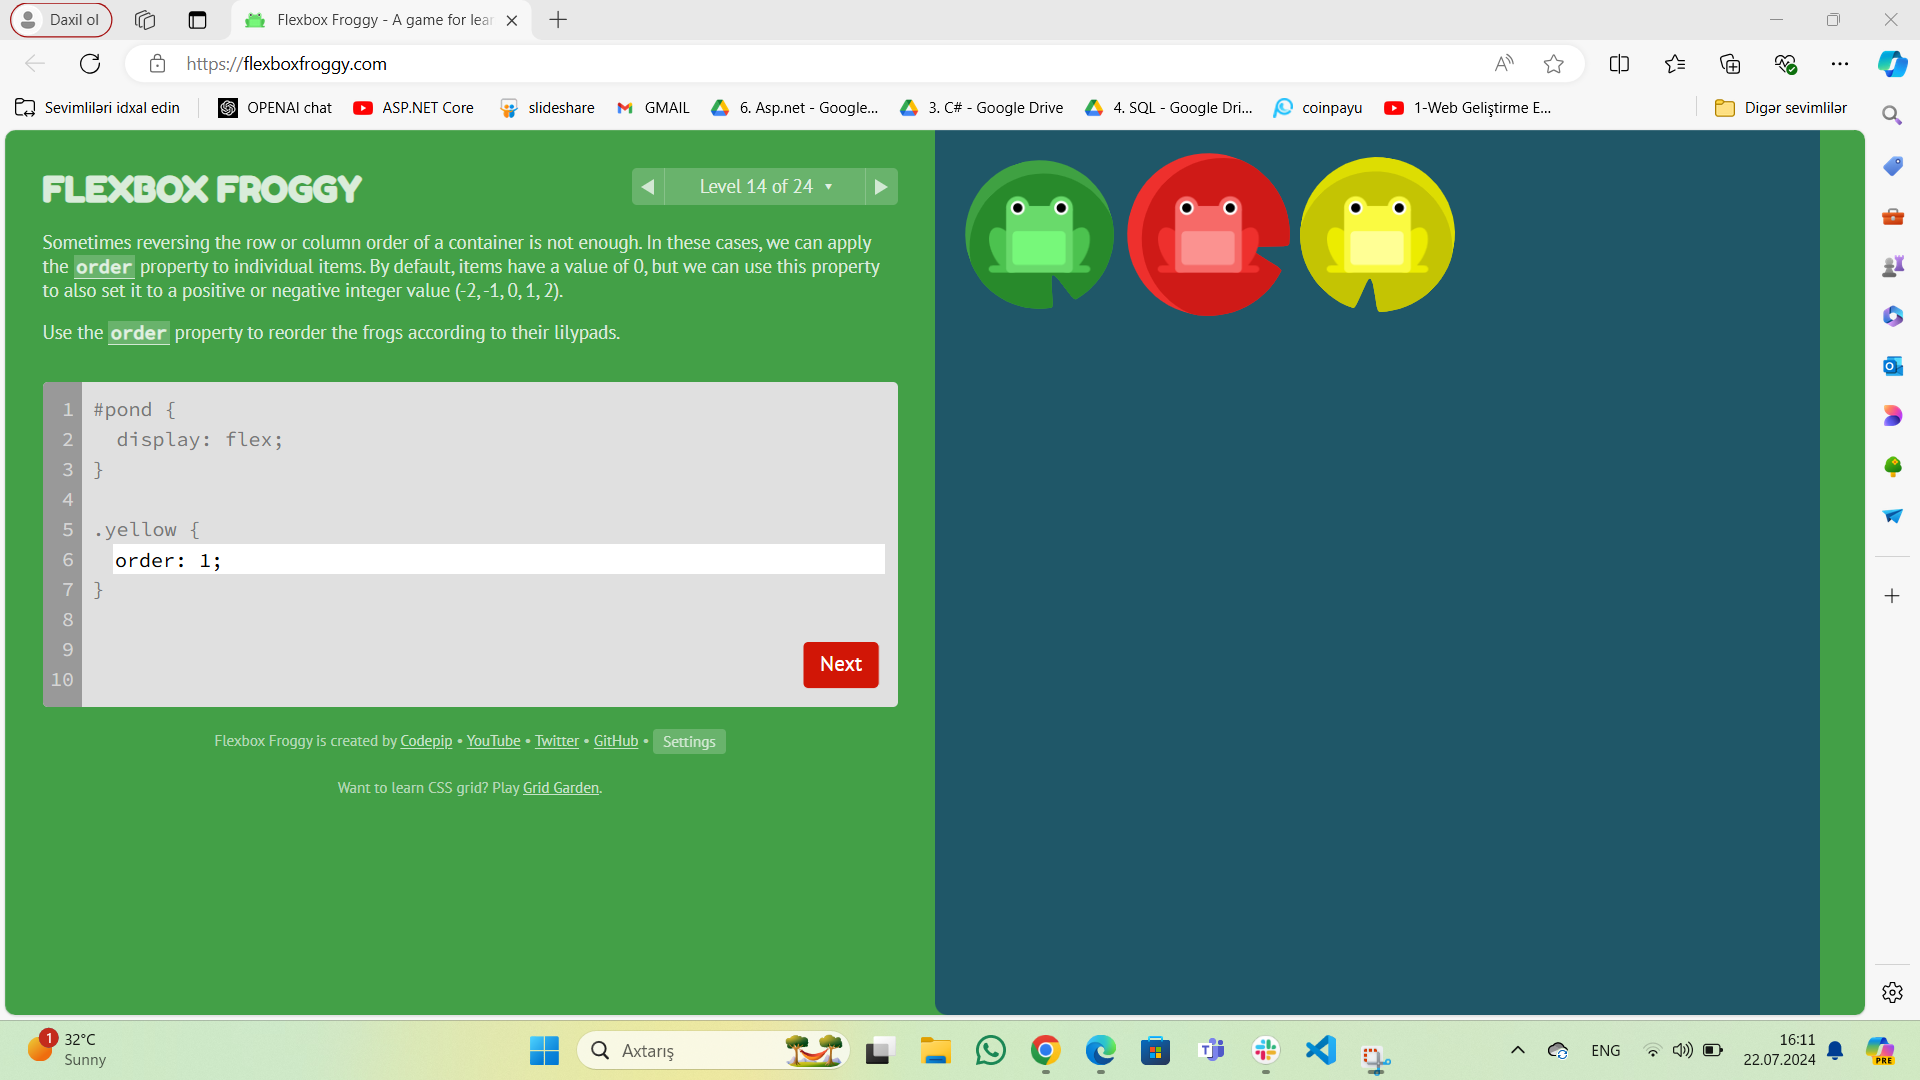 Daxil ol
Flexbox Froggy - A game for lear
https://flexboxfroggy.com
Sevimliləri idxal edin
OPENAI chat
ASP.NET Core
slideshare
GMAIL
6. Asp.net - Google...
3. C# - Google Drive
4. SQL - Google Dri...
coinpayu
1-Web Geliştirme E...
Digər sevimlilər
FLEXBOX FROGGY
Level 14 of 24
Sometimes reversing the row or column order of a container is not enough. In these cases, we can apply
the order property to individual items. By default, items have a value of 0, but we can use this property
to also set it to a positive or negative integer value (-2, -1, 0, 1, 2).
Use the order property to reorder the frogs according to their lilypads.
1 #pond {
2 display: flex;
3 }
4
5 .yellow {
6 order: 1;
7 }
8
9
10
Next
Flexbox Froggy is created by Codepip • YouTube • Twitter • GitHub • Settings
Want to learn CSS grid? Play Grid Garden.
1
32°C
Sunny
Axtarış
ENG
16:11
22.07.2024
PRE